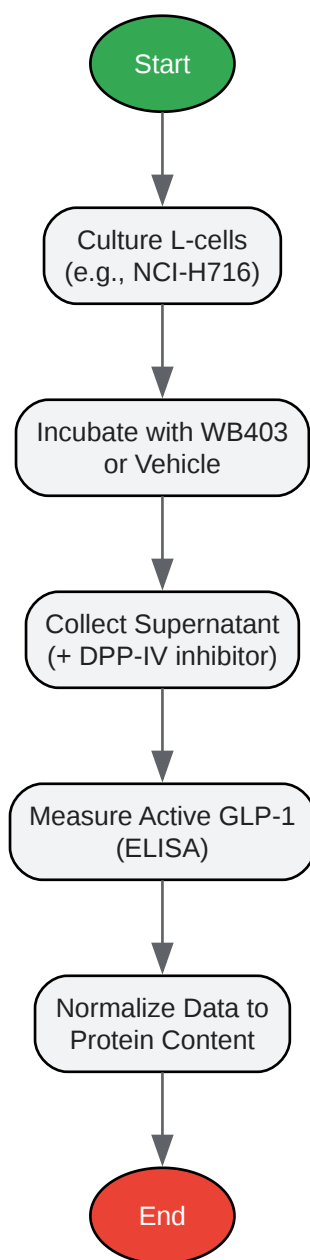 Start
Culture L-cells
(e.g., NCI-H716)
Incubate with WB403
or Vehicle
Collect Supernatant
(+ DPP-IV inhibitor)
Measure Active GLP-1
(ELISA)
Normalize Data to
Protein Content
End